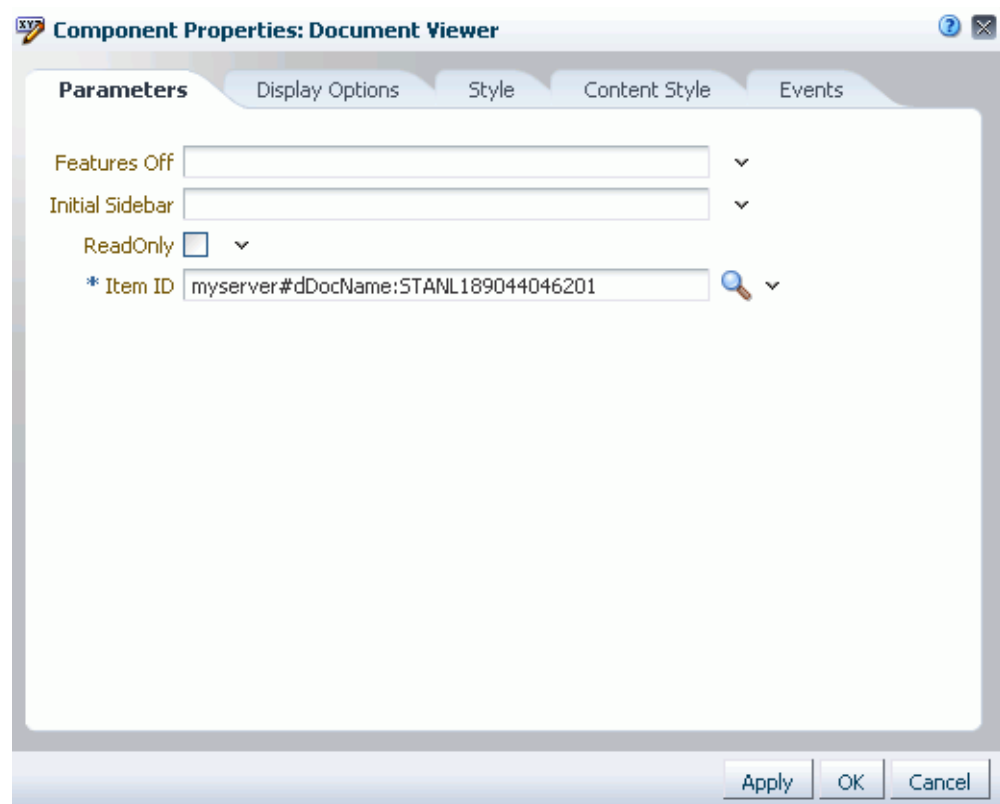 Component Properties: Document Viewer
Parameters Display Options Style Content Style Events
Features Off
Initial Sidebar
ReadOnly
* Item ID myserver#dDocName:STANL189044046201
Apply OK Cancel